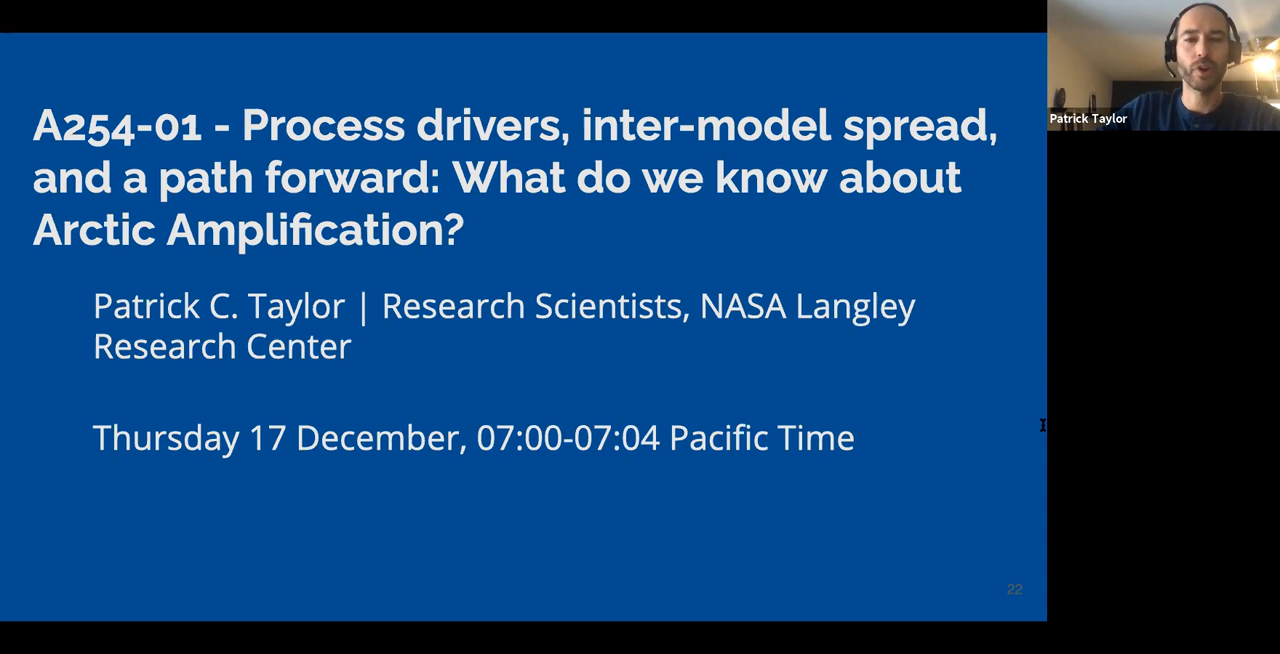 A254-01 - Process drivers, inter-model spread,
and a path forward: What do we know about
Arctic Amplification?
Patrick C. Taylor | Research Scientists, NASA Langley
Research Center
Thursday 17 December, 07:00-07:04 Pacific Time
22
Patrick Taylor